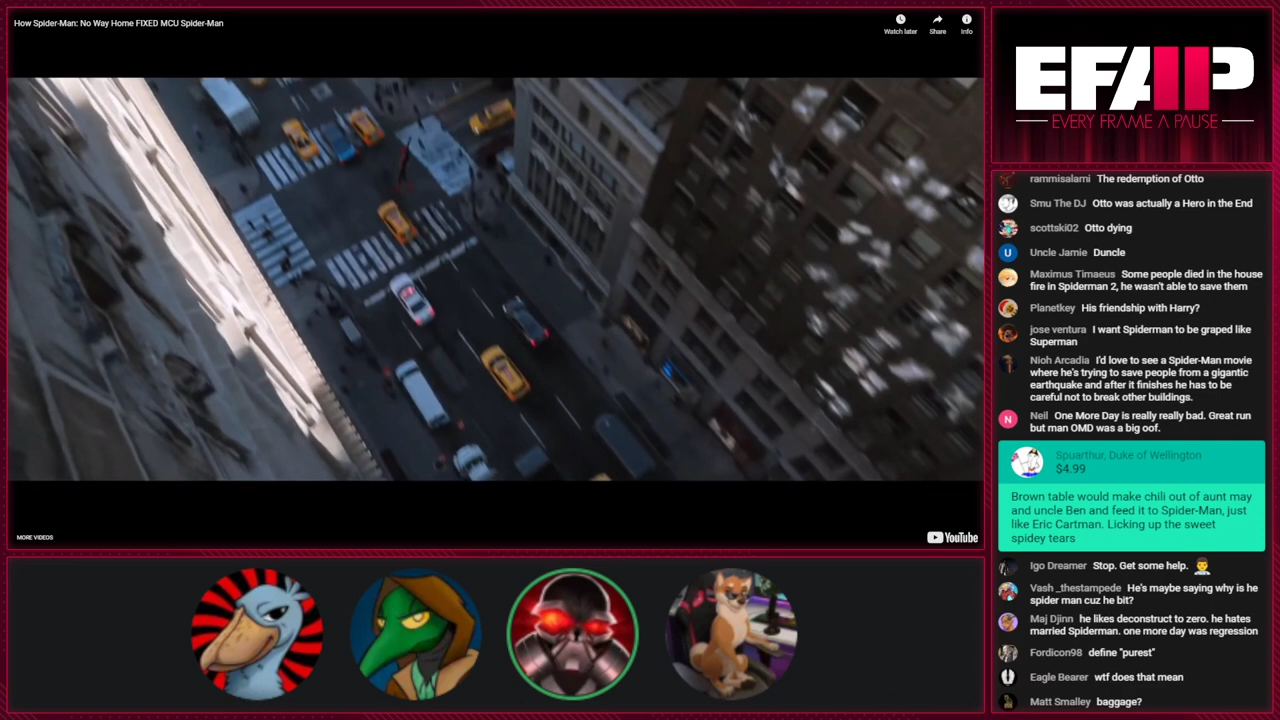 How Spider-Man: No Way Home FIXED MCU Spider-Man
Watch later
Share
Info
MORE VIDEOS
YouTube
EFAP
EVERY FRAME A PAUSE
rammisalami The redemption of Otto
Smu The DJ Otto was actually a Hero in the End
scottski02 Otto dying
U
Uncle Jamie Duncle
Maximus Timaeus Some people died in the house
fire in Spiderman 2, he wasn't able to save them
Planetkey His friendship with Harry?
jose ventura I want Spiderman to be graped like
Superman
Nioh Arcadia I'd love to see a Spider-Man movie
where he's trying to save people from a gigantic
earthquake and after it finishes he has to be
careful not to break other buildings.
N
Neil One More Day is really really bad. Great run
but man OMD was a big oof.
Spuarthur, Duke of Wellington
$4.99
Brown table would make chili out of aunt may
and uncle Ben and feed it to Spider-Man, just
like Eric Cartman. Licking up the sweet
spidey tears
Igo Dreamer Stop. Get some help.
Vash_thestampede He's maybe saying why is he
spider man cuz he bit?
Maj Djinn he likes deconstruct to zero. he hates
married Spiderman. one more day was regression
Fordicon98 define "purest"
Eagle Bearer wtf does that mean
Matt Smalley baggage?